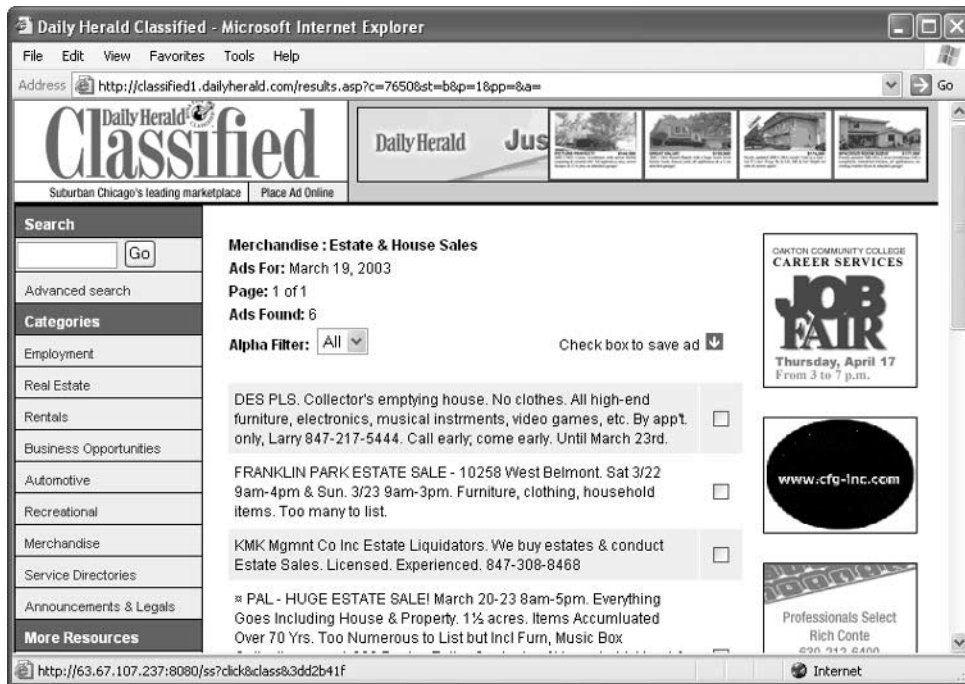 Daily Herald Classified - Microsoft Internet Explorer
File Edit View Favorites Tools Help
Address http://classified1.dailyherald.com/results.asp?c=7650&st=b&p=1&pp=&a= Go
Daily Herald
Classified
Suburban Chicago's leading marketplace Place Ad Online
Daily Herald Jus
Search
Go
Advanced search
Categories
Employment
Real Estate
Rentals
Business Opportunities
Automotive
Recreational
Merchandise
Service Directories
Announcements & Legals
More Resources
Merchandise : Estate & House Sales
Ads For: March 19, 2003
Page: 1 of 1
Ads Found: 6
Alpha Filter: All
Check box to save ad
DES PLS. Collector's emptying house. No clothes. All high-end
furniture, electronics, musical instrments, video games, etc. By app't.
only, Larry 847-217-5444. Call early; come early. Until March 23rd.
FRANKLIN PARK ESTATE SALE - 10258 West Belmont. Sat 3/22
9am-4pm & Sun. 3/23 9am-3pm. Furniture, clothing, household
items. Too many to list.
KMK Mgmnt Co Inc Estate Liquidators. We buy estates & conduct
Estate Sales. Licensed. Experienced. 847-308-8468
¤ PAL - HUGE ESTATE SALE! March 20-23 8am-5pm. Everything
Goes Including House & Property. 1½ acres. Items Accumluated
Over 70 Yrs. Too Numerous to List but Incl Furn, Music Box
OAKTON COMMUNITY COLLEGE
CAREER SERVICES
JOB
FAIR
Thursday, April 17
From 3 to 7 p.m.
www.cfg-inc.com
Professionals Select
Rich Conte
630-212-6400
http://63.67.107.237:8080/ss?click&class&3dd2b41f
Internet